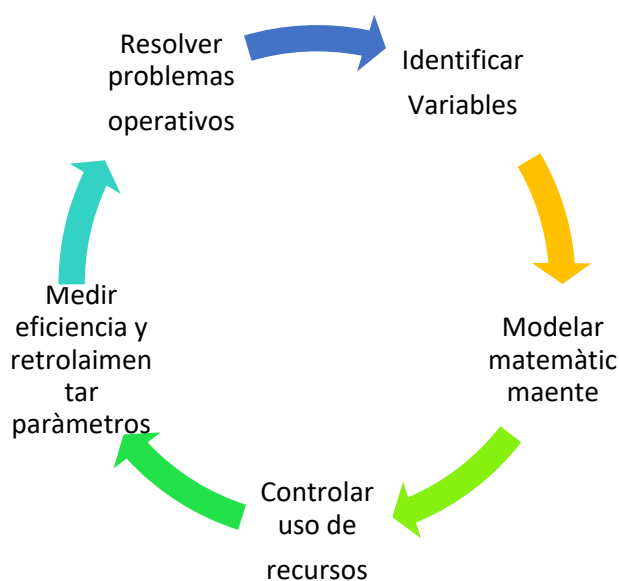 Resolver
problemas
operativos
Identificar
Variables
Modelar
matemàtic
maente
Controlar
uso de
recursos
Medir
eficiencia y
retrolaimen
tar
paràmetros